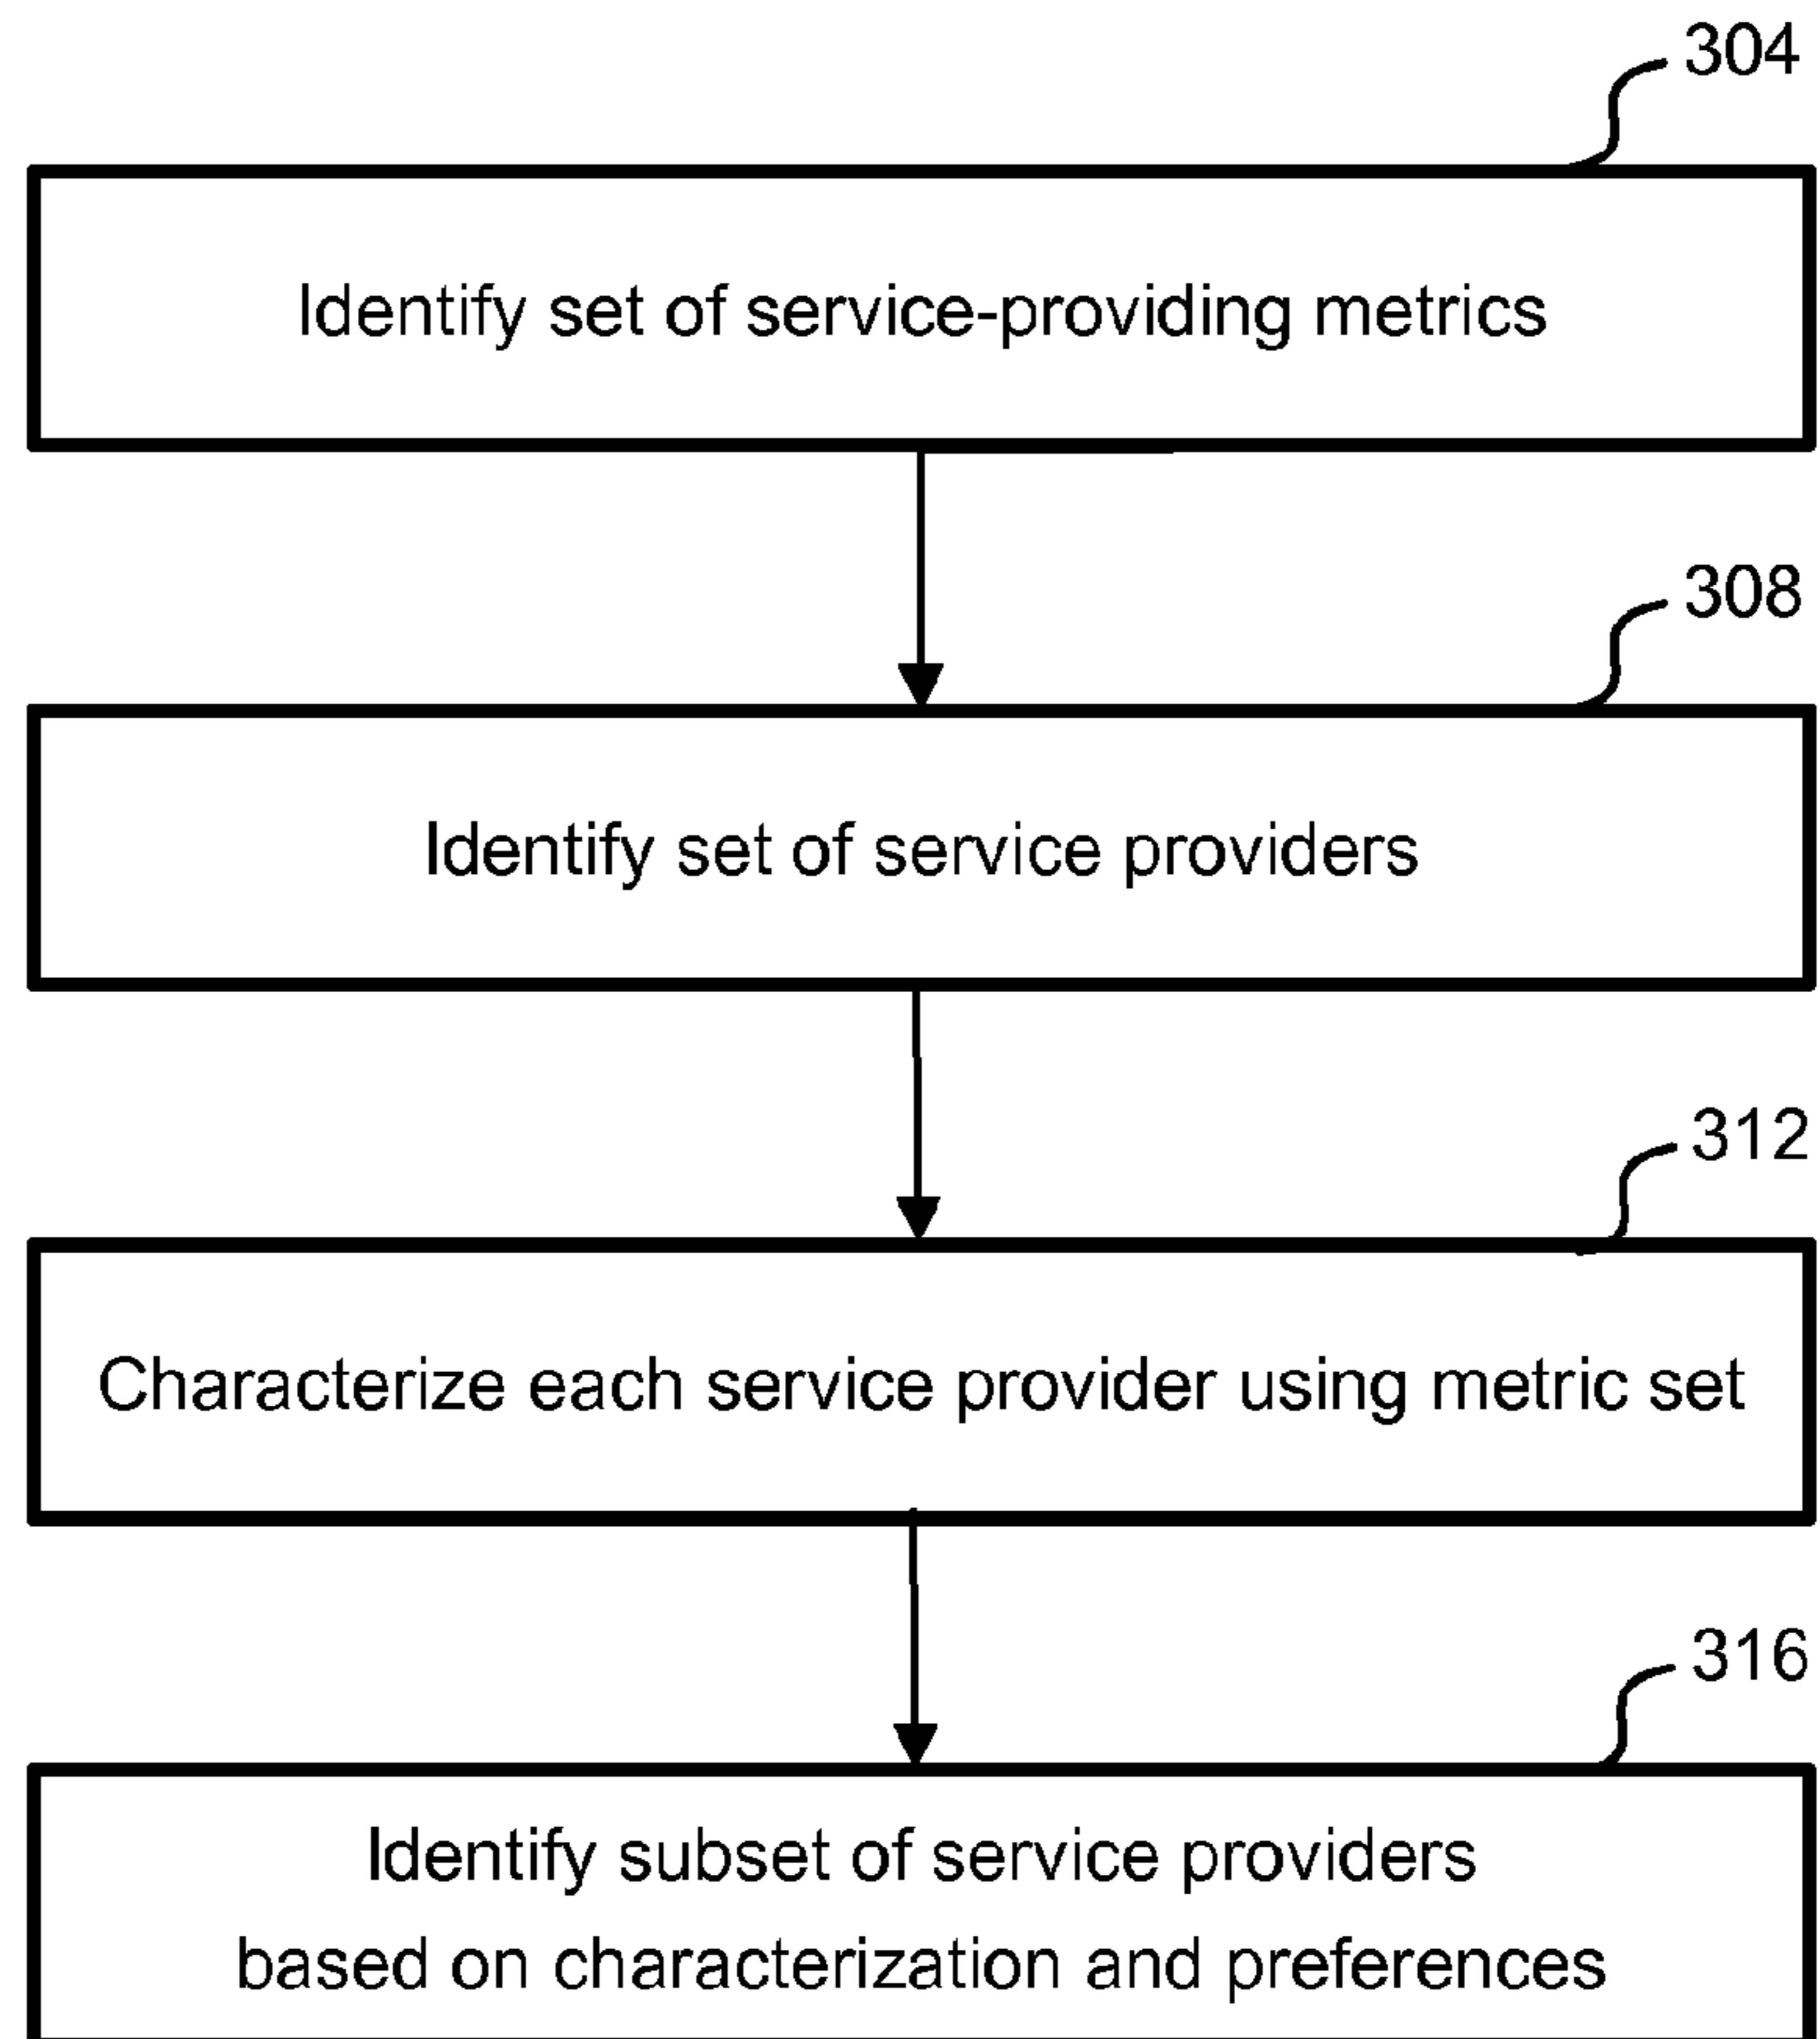 304
Identify set of service-providing metrics
308
Identify set of service providers
312
Characterize each service provider using metric set
316
Identify subset of service providers
based on characterization and preferences